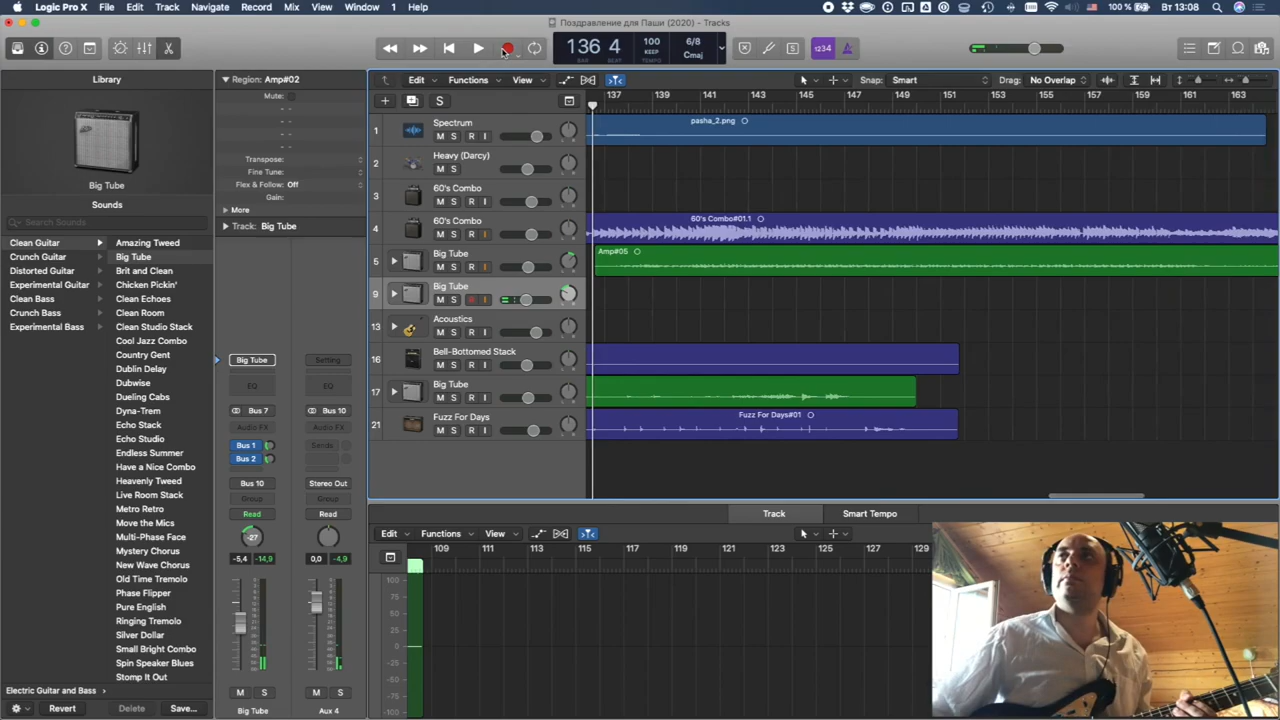 Logic Pro X File Edit Track Navigate Record Mix View Window 1 Help 100 % Вт 13:08
Поздравление для Паши (2020) - Tracks
136 4 100 KEEP TEMPO 6/8 Cmaj 1234
BAR BEAT
Library
Big Tube
Sounds
Search Sounds
Clean Guitar
Crunch Guitar
Distorted Guitar
Experimental Guitar
Clean Bass
Crunch Bass
Experimental Bass
Amazing Tweed
Big Tube
Brit and Clean
Chicken Pickin'
Clean Echoes
Clean Room
Clean Studio Stack
Cool Jazz Combo
Country Gent
Dublin Delay
Dubwise
Dueling Cabs
Dyna-Trem
Echo Stack
Echo Studio
Endless Summer
Have a Nice Combo
Heavenly Tweed
Live Room Stack
Metro Retro
Move the Mics
Multi-Phase Face
Mystery Chorus
New Wave Chorus
Old Time Tremolo
Phase Flipper
Pure English
Ringing Tremolo
Silver Dollar
Small Bright Combo
Spin Speaker Blues
Stomp It Out
Electric Guitar and Bass
Revert Delete Save...
Region: Amp#02
Mute:
Transpose:
Fine Tune:
Flex & Follow: Off
Gain:
More
Track: Big Tube
Big Tube Setting
EQ EQ
Bus 7 Bus 10
Audio FX Audio FX
Bus 1 Sends
Bus 2
Bus 10 Stereo Out
Group Group
Read Read
-27
-5,4 -14,9 0,0 -4,9
M S M S
Big Tube Aux 4
Edit Functions View Snap: Smart Drag: No Overlap
S
137 139 141 143 145 147 149 151 153 155 157 159 161 163
1 Spectrum
M S R I
pasha_2.png
2 Heavy (Darcy)
M S
3 60's Combo
M S R I
4 60's Combo
M S R I
60's Combo#01.1
5 Big Tube
M S R I
Amp#05
9 Big Tube
M S R I
13 Acoustics
M S R I
16 Bell-Bottomed Stack
M S R I
17 Big Tube
M S R I
21 Fuzz For Days
M S R I
Fuzz For Days#01
Track Smart Tempo
Edit Functions View
109 111 113 115 117 119 121 123 125 127 129
100
75
50
25
0
-25
-50
-75